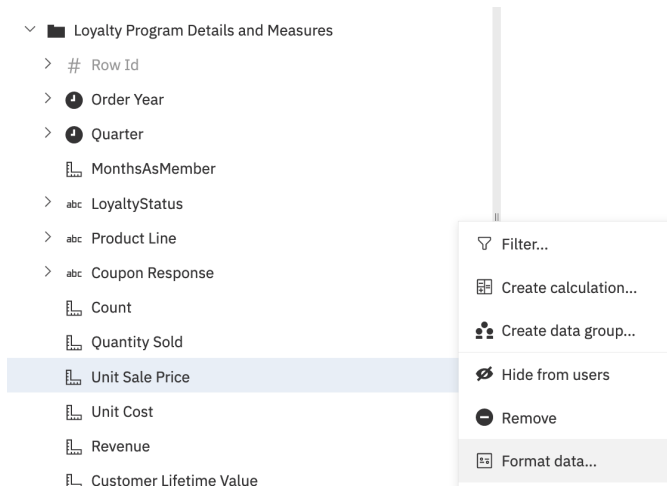 Loyalty Program Details and Measures
# Row Id
Order Year
Quarter
MonthsAsMember
abc LoyaltyStatus
abc Product Line
abc Coupon Response
Count
Quantity Sold
Unit Sale Price
Unit Cost
Revenue
Customer Lifetime Value
Filter...
Create calculation...
Create data group...
Hide from users
Remove
Format data...